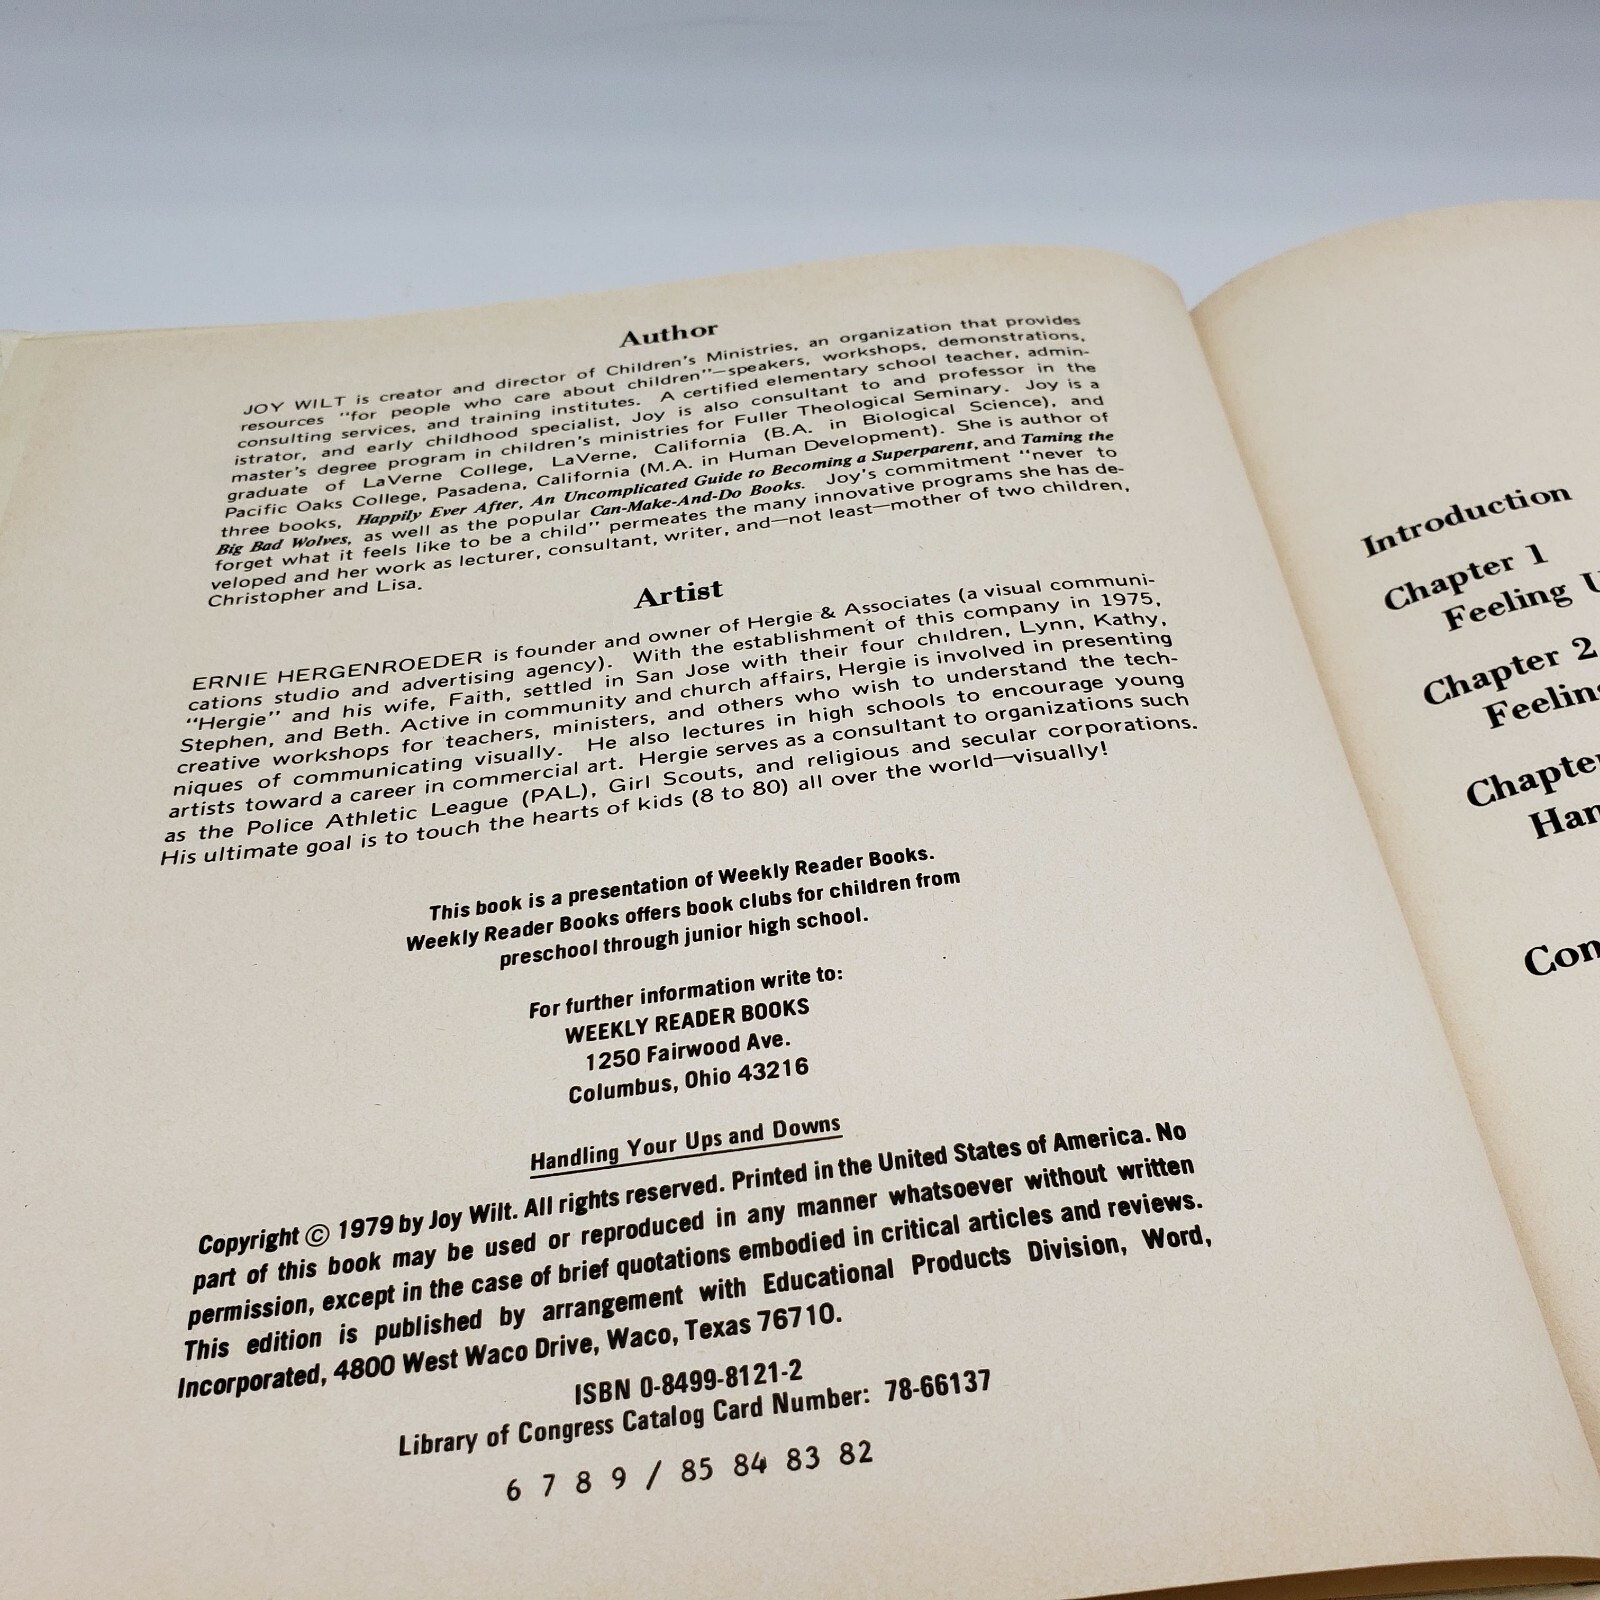 Author
JOY WILT is creator and director of Children's Ministries, an organization that provides
resources "for people who care about children"—speakers, workshops, demonstrations,
consulting services, and training institutes. A certified elementary school teacher, admin-
istrator, and early childhood specialist, Joy is also consultant to and professor in the
master's degree program in children's ministries for Fuller Theological Seminary. Joy is a
graduate of LaVerne College, LaVerne, California (B.A. in Biological Science), and
Pacific Oaks College, Pasadena, California (M.A. in Human Development). She is author of
three books, Happily Ever After, An Uncomplicated Guide to Becoming a Superparent, and Taming the
Big Bad Wolves, as well as the popular Can-Make-And-Do Books. Joy's commitment "never to
forget what it feels like to be a child" permeates the many innovative programs she has de-
veloped and her work as lecturer, consultant, writer, and—not least—mother of two children,
Christopher and Lisa.
Artist
ERNIE HERGENROEDER is founder and owner of Hergie & Associates (a visual communi-
cations studio and advertising agency). With the establishment of this company in 1975,
"Hergie" and his wife, Faith, settled in San Jose with their four children, Lynn, Kathy,
Stephen, and Beth. Active in community and church affairs, Hergie is involved in presenting
creative workshops for teachers, ministers, and others who wish to understand the tech-
niques of communicating visually. He also lectures in high schools to encourage young
artists toward a career in commercial art. Hergie serves as a consultant to organizations such
as the Police Athletic League (PAL), Girl Scouts, and religious and secular corporations.
His ultimate goal is to touch the hearts of kids (8 to 80) all over the world—visually!
This book is a presentation of Weekly Reader Books.
Weekly Reader Books offers book clubs for children from
preschool through junior high school.
For further information write to:
WEEKLY READER BOOKS
1250 Fairwood Ave.
Columbus, Ohio 43216
Handling Your Ups and Downs
Copyright © 1979 by Joy Wilt. All rights reserved. Printed in the United States of America. No
part of this book may be used or reproduced in any manner whatsoever without written
permission, except in the case of brief quotations embodied in critical articles and reviews.
This edition is published by arrangement with Educational Products Division, Word,
Incorporated, 4800 West Waco Drive, Waco, Texas 76710.
ISBN 0-8499-8121-2
Library of Congress Catalog Card Number: 78-66137
6 7 8 9 / 85 84 83 82
Introduction
Chapter 1
Feeling U
Chapter 2
Feelin
Chapte
Han
Con